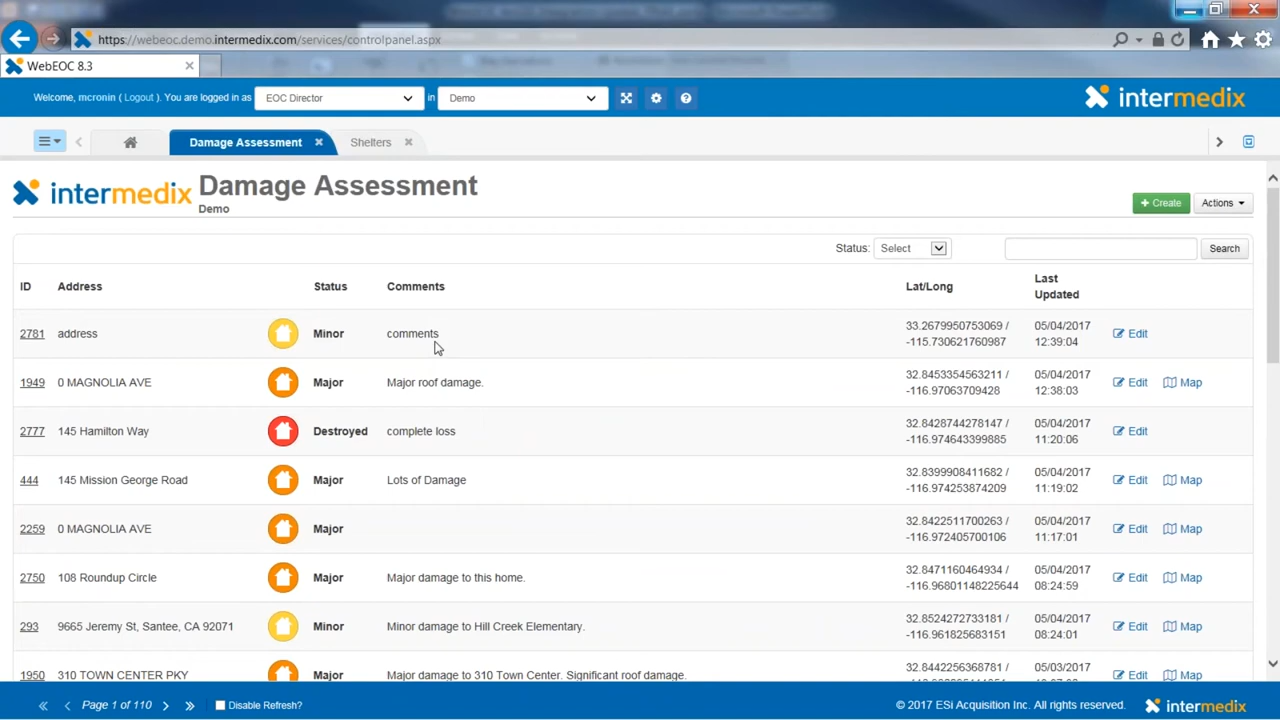 https://webeoc.demo.intermedix.com/services/controlpanel.aspx
WebEOC 8.3
Welcome, mcronin ( Logout ). You are logged in as EOC Director in Demo
intermedix
Damage Assessment Shelters
intermedix Damage Assessment
Demo
+ Create Actions
Status: Select Search
ID Address Status Comments Lat/Long Last Updated
2781 address Minor comments 33.2679950753069 / -115.730621760987 05/04/2017 12:39:04 Edit
1949 0 MAGNOLIA AVE Major Major roof damage. 32.8453354563211 / -116.97063709428 05/04/2017 12:38:03 Edit Map
2777 145 Hamilton Way Destroyed complete loss 32.8428744278147 / -116.974643399885 05/04/2017 11:20:06 Edit
444 145 Mission George Road Major Lots of Damage 32.8399908411682 / -116.974253874209 05/04/2017 11:19:02 Edit Map
2259 0 MAGNOLIA AVE Major 32.8422511700263 / -116.972405700106 05/04/2017 11:17:01 Edit Map
2750 108 Roundup Circle Major Major damage to this home. 32.8471160464934 / -116.96801148225644 05/04/2017 08:24:59 Edit Map
293 9665 Jeremy St, Santee, CA 92071 Minor Minor damage to Hill Creek Elementary. 32.8524272733181 / -116.961825683151 05/04/2017 08:24:01 Edit Map
1950 310 TOWN CENTER PKY Major Major damage to 310 Town Center. Significant roof damage. 32.8442256368781 / 05/03/2017 Edit Map
Page 1 of 110 Disable Refresh? © 2017 ESi Acquisition Inc. All rights reserved. intermedix